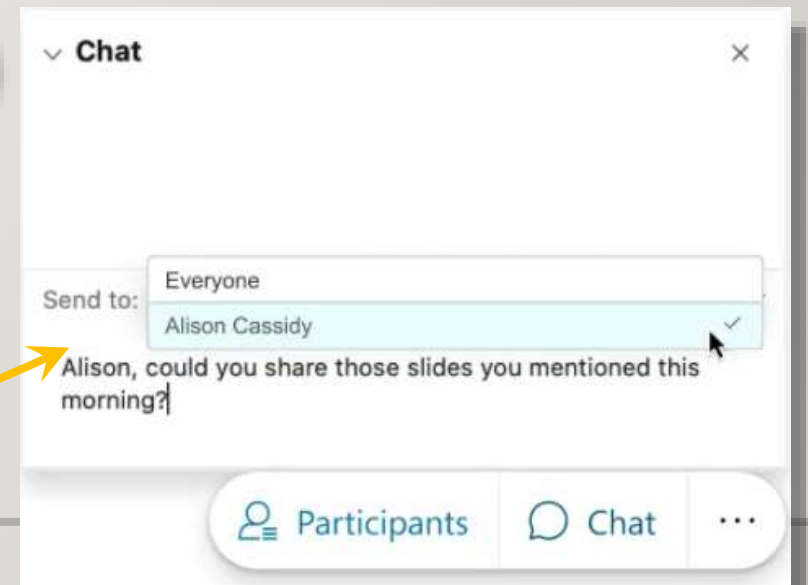 Chat
Everyone
Send to:
Alison Cassidy
Alison, could you share those slides you mentioned this
morning?
Participants
Chat